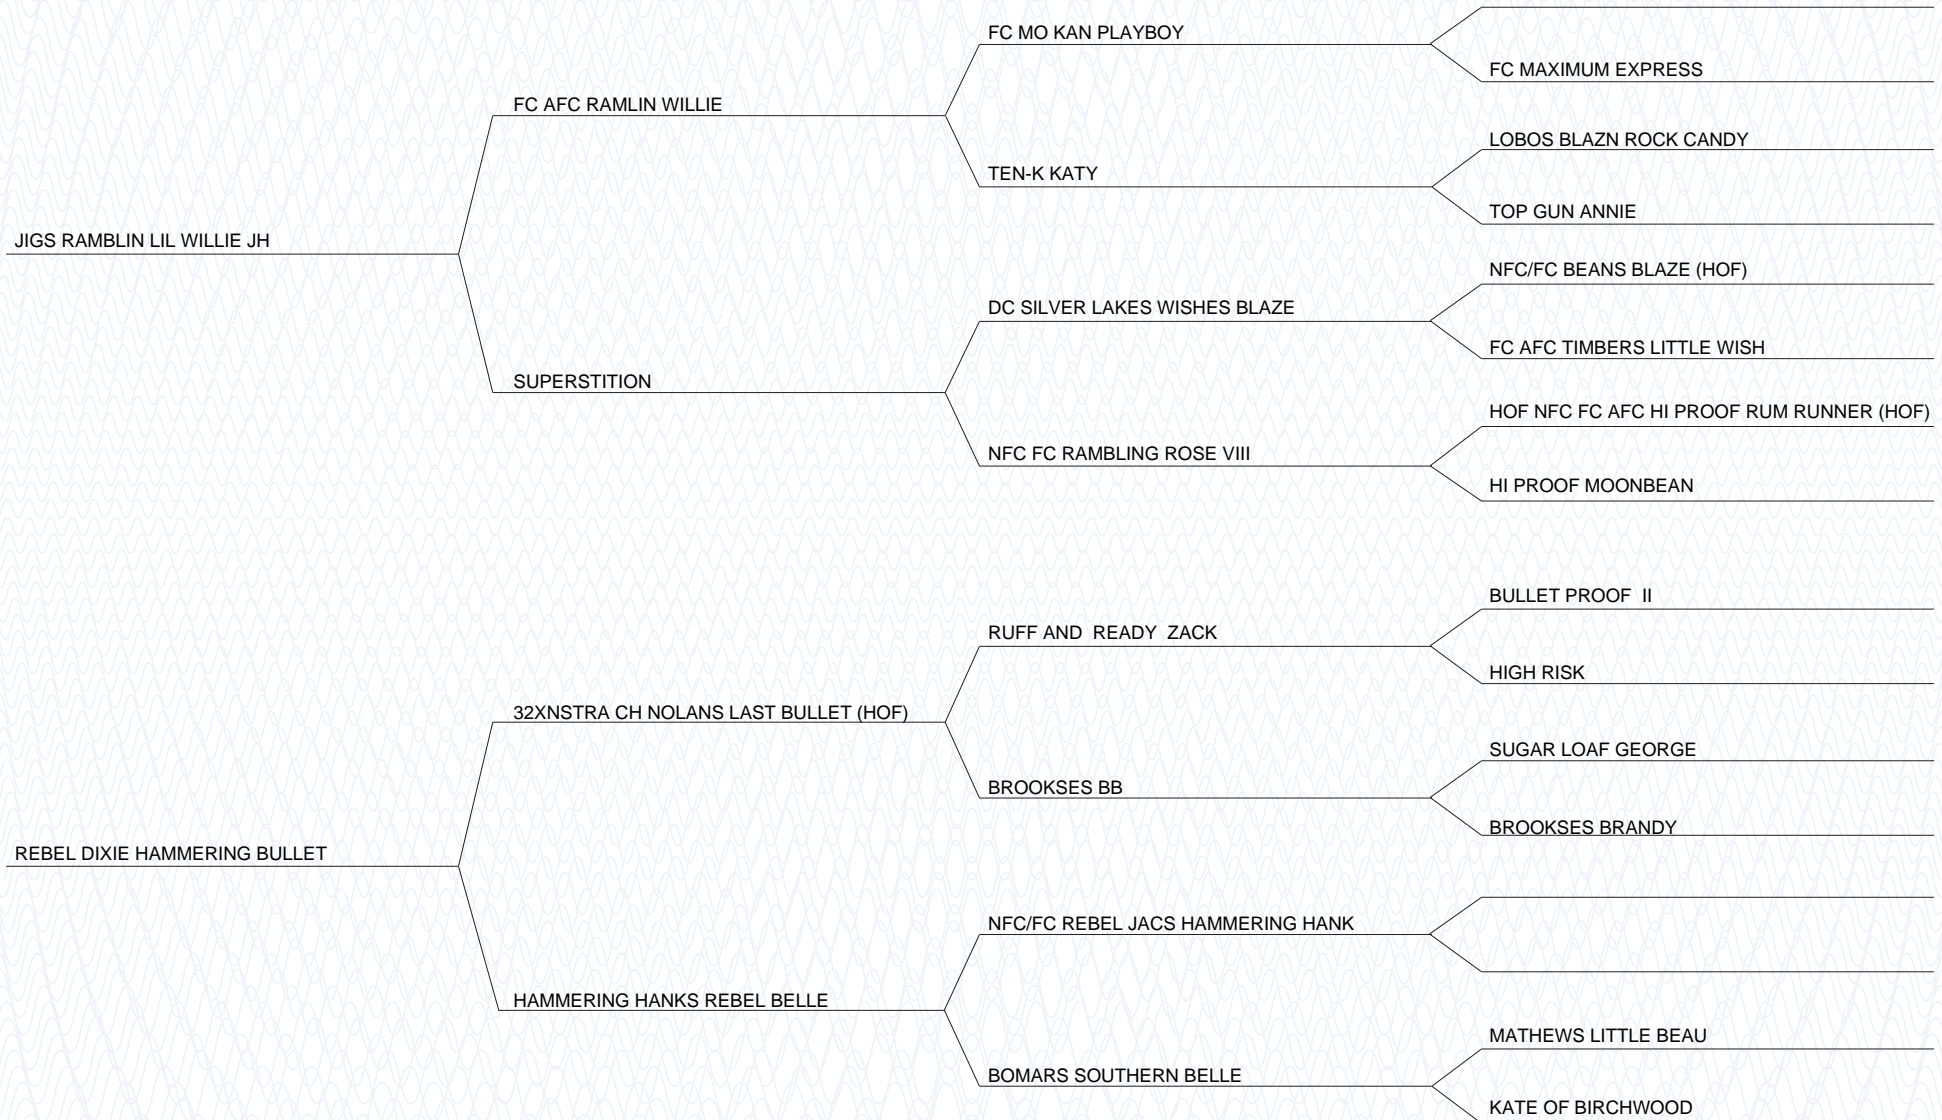 FC MO KAN PLAYBOY
FC MAXIMUM EXPRESS
FC AFC RAMLIN WILLIE
LOBOS BLAZN ROCK CANDY
TEN-K KATY
TOP GUN ANNIE
JIGS RAMBLIN LIL WILLIE JH
NFC/FC BEANS BLAZE (HOF)
DC SILVER LAKES WISHES BLAZE
FC AFC TIMBERS LITTLE WISH
SUPERSTITION
HOF NFC FC AFC HI PROOF RUM RUNNER (HOF)
NFC FC RAMBLING ROSE VIII
HI PROOF MOONBEAN
BULLET PROOF  II
RUFF AND  READY  ZACK
HIGH RISK
32XNSTRA CH NOLANS LAST BULLET (HOF)
SUGAR LOAF GEORGE
BROOKSES BB
BROOKSES BRANDY
REBEL DIXIE HAMMERING BULLET
NFC/FC REBEL JACS HAMMERING HANK
HAMMERING HANKS REBEL BELLE
MATHEWS LITTLE BEAU
BOMARS SOUTHERN BELLE
KATE OF BIRCHWOOD